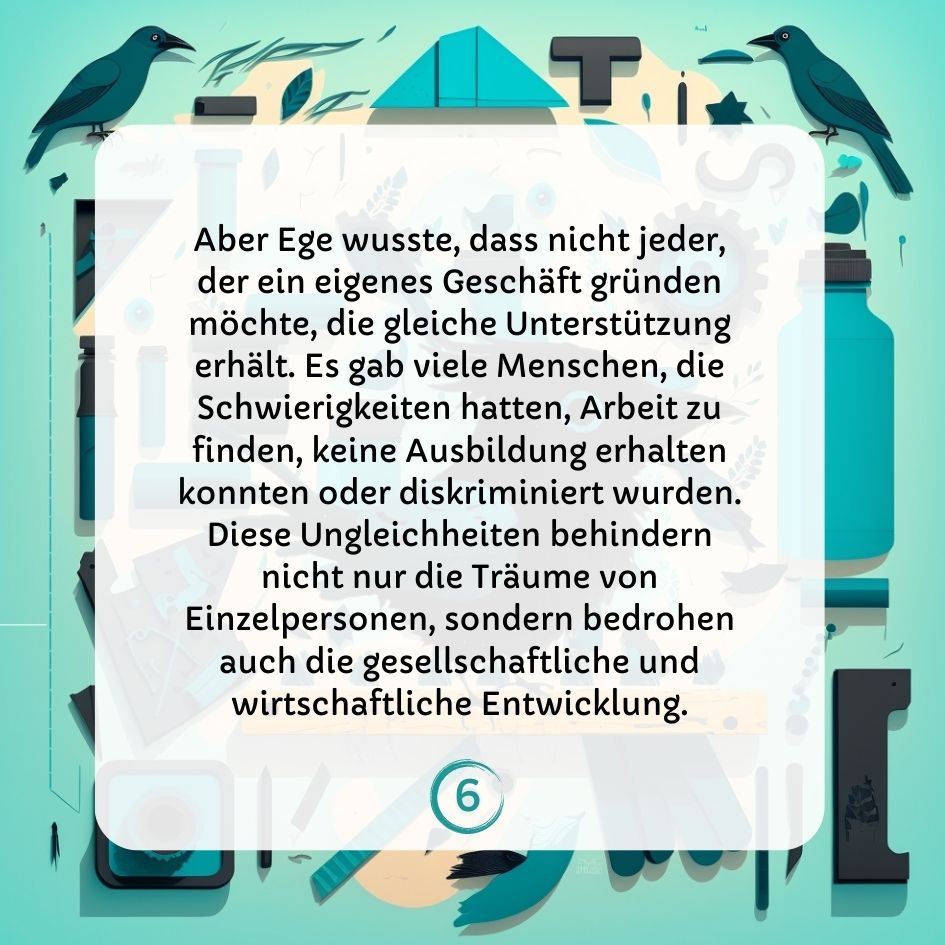 Aber Ege wusste, dass nicht jeder,
der ein eigenes Geschäft gründen
möchte, die gleiche Unterstützung
erhält. Es gab viele Menschen, die
Schwierigkeiten hatten, Arbeit zu
finden, keine Ausbildung erhalten
konnten oder diskriminiert wurden.
Diese Ungleichheiten behindern
nicht nur die Träume von
Einzelpersonen, sondern bedrohen
auch die gesellschaftliche und
wirtschaftliche Entwicklung.
6